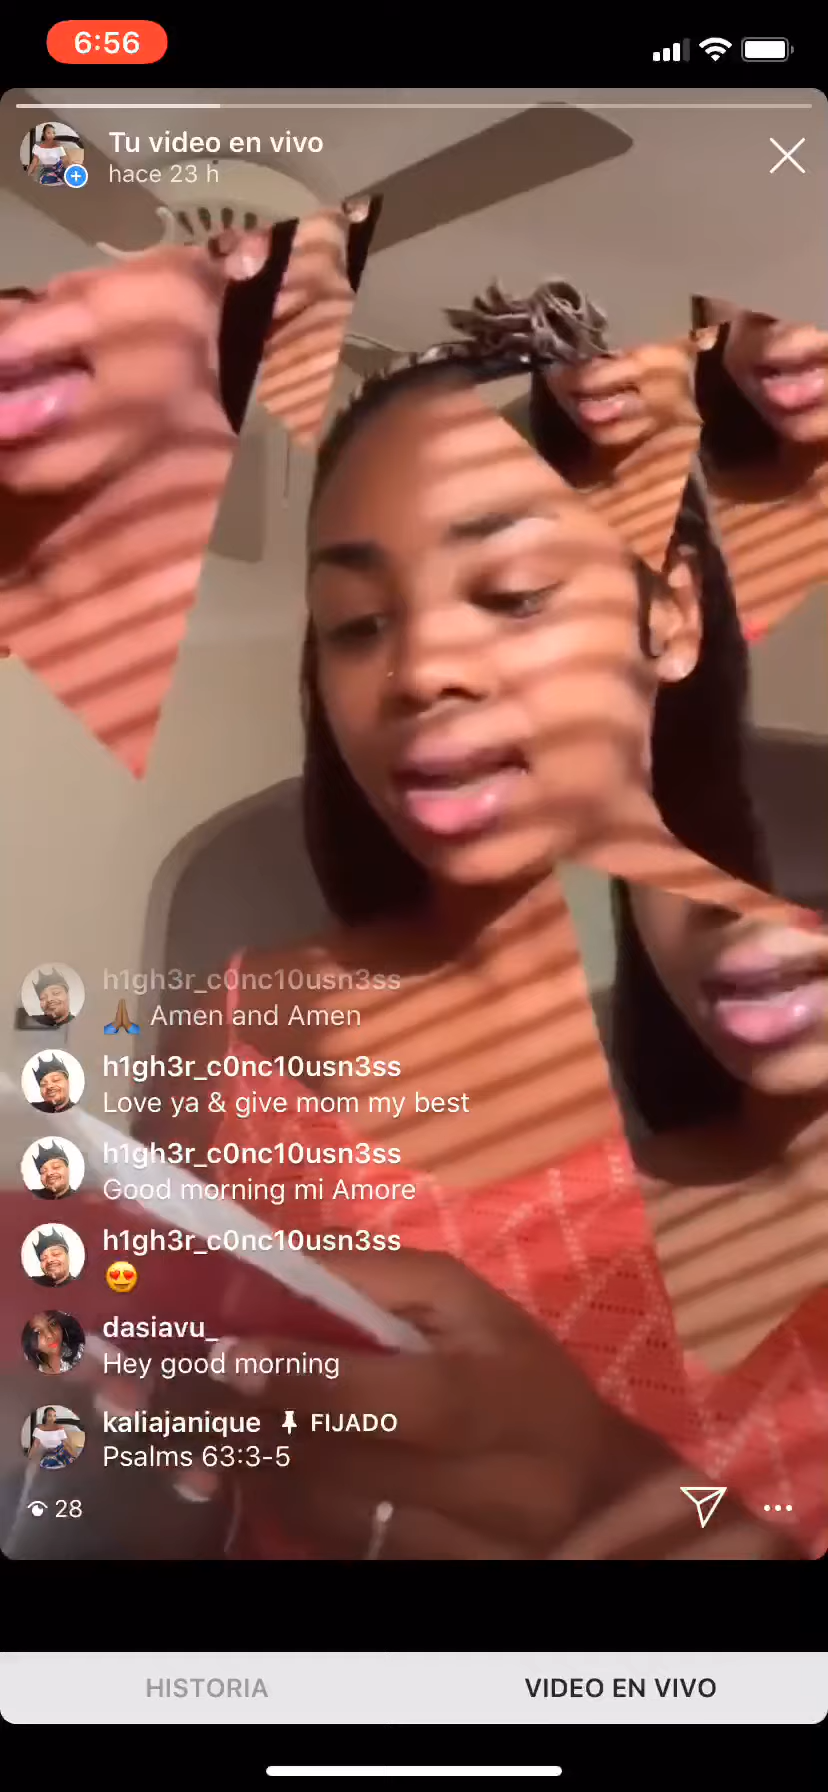 6:56
Tu video en vivo
hace 23 h
h1gh3r_c0nc10usn3ss
🙏🏾 Amen and Amen
h1gh3r_c0nc10usn3ss
Love ya & give mom my best
h1gh3r_c0nc10usn3ss
Good morning mi Amore
h1gh3r_c0nc10usn3ss
😍
dasiavu_
Hey good morning
kaliajanique FIJADO
Psalms 63:3-5
28
HISTORIA
VIDEO EN VIVO